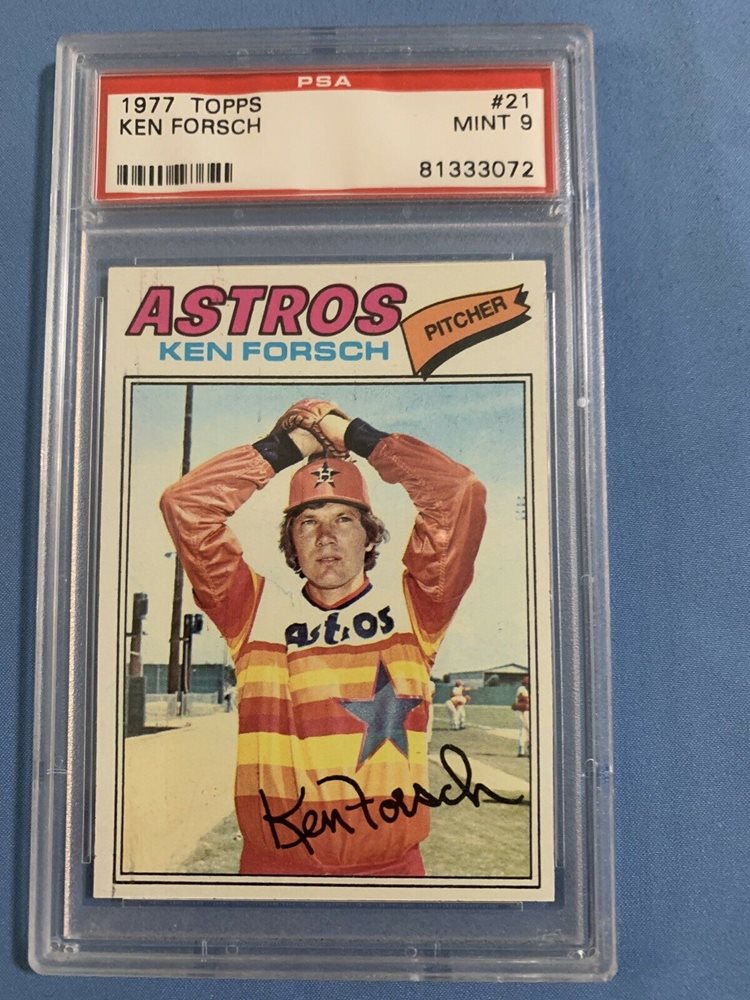 PSA
1977 TOPPS #21
KEN FORSCH MINT 9
81333072
ASTROS
PITCHER
KEN FORSCH
H
Astros
Ken Forsch